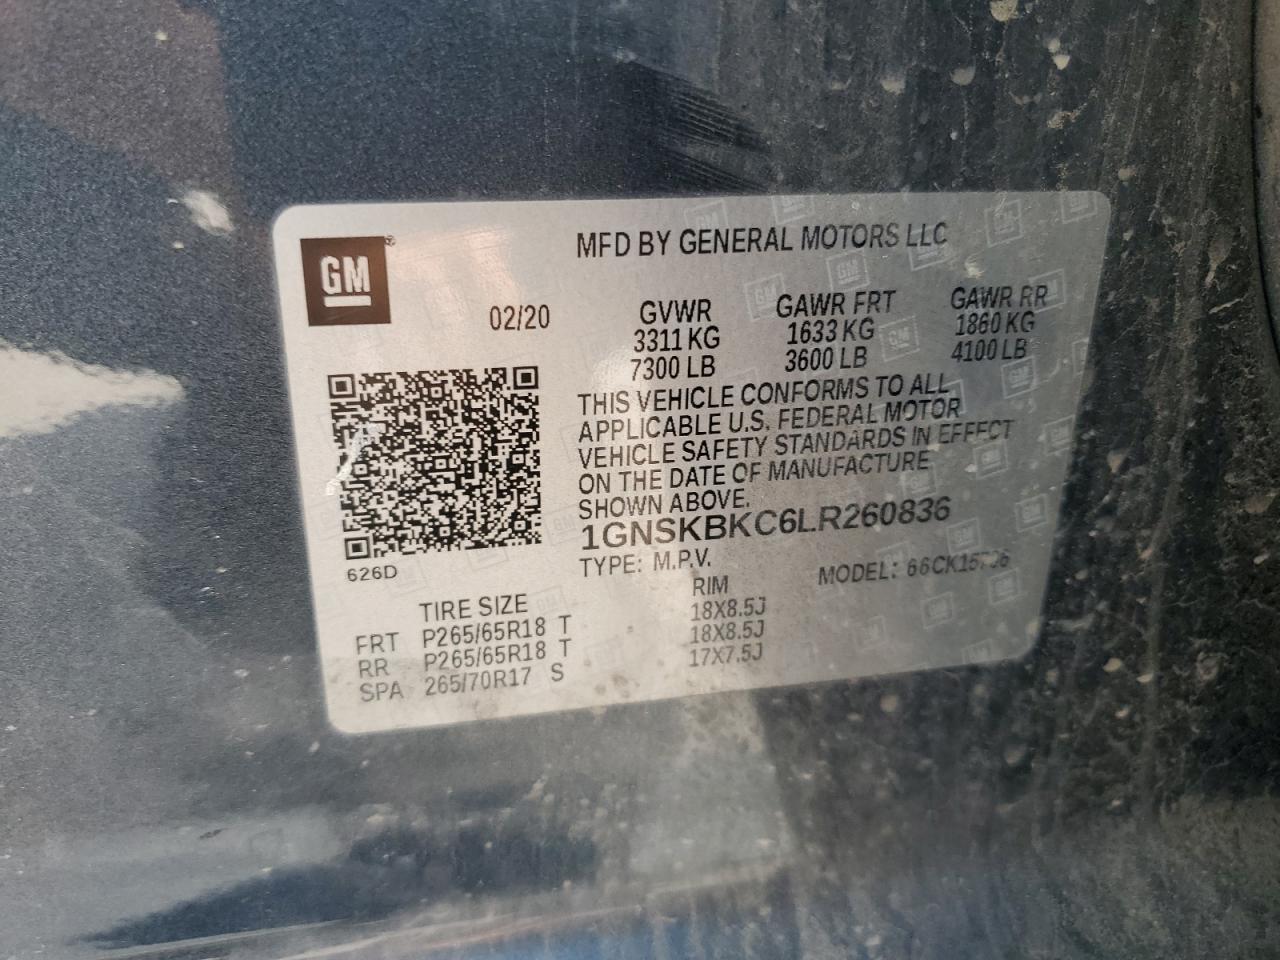 GM®
MFD BY GENERAL MOTORS LLC
02/20
GVWR GAWR FRT GAWR RR
3311 KG 1633 KG 1860 KG
7300 LB 3600 LB 4100 LB
THIS VEHICLE CONFORMS TO ALL
APPLICABLE U.S. FEDERAL MOTOR
VEHICLE SAFETY STANDARDS IN EFFECT
ON THE DATE OF MANUFACTURE
SHOWN ABOVE.
1GNSKBKC6LR260836
626D
TYPE: M.P.V. MODEL:
TIRE SIZE RIM
FRT P265/65R18 T 18X8.5J
RR P265/65R18 T 18X8.5J
SPA 265/70R17 S 17X7.5J